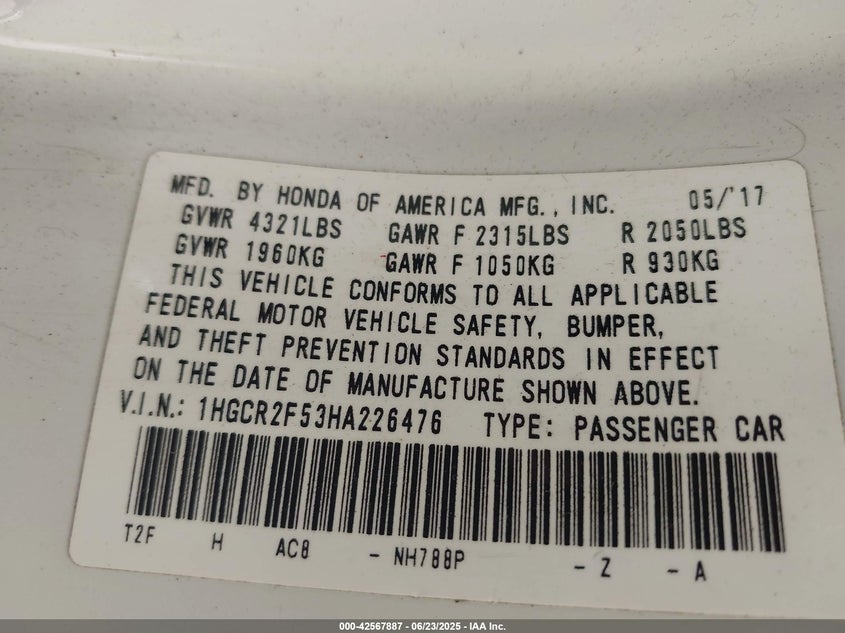 MFD. BY HONDA OF AMERICA MFG., INC. 05/'17
GVWR 4321LBS GAWR F 2315LBS R 2050LBS
GVWR 1960KG GAWR F 1050KG R 930KG
THIS VEHICLE CONFORMS TO ALL APPLICABLE
FEDERAL MOTOR VEHICLE SAFETY, BUMPER,
AND THEFT PREVENTION STANDARDS IN EFFECT
ON THE DATE OF MANUFACTURE SHOWN ABOVE.
V.I.N.: 1HGCR2F53HA226476 TYPE: PASSENGER CAR
T2F H AC8 - NH788P - Z - A
000-42567887 - 06/23/2025 - IAA Inc.